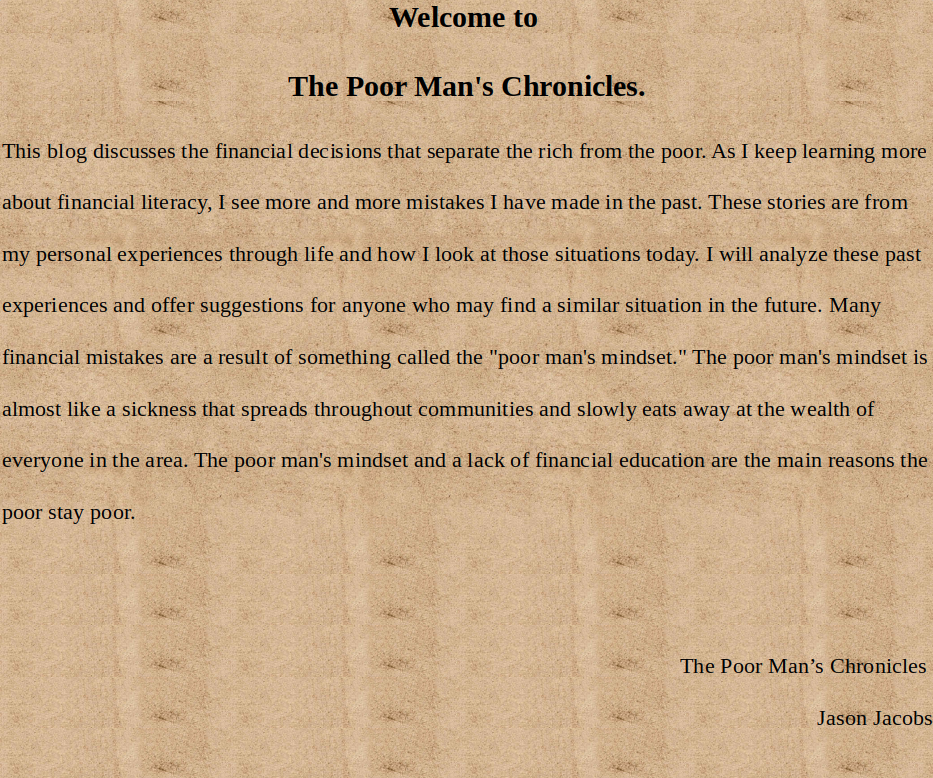 Welcome to
The Poor Man's Chronicles.
This blog discusses the financial decisions that separate the rich from the poor. As I keep learning more
about financial literacy, I see more and more mistakes I have made in the past. These stories are from
my personal experiences through life and how I look at those situations today. I will analyze these past
experiences and offer suggestions for anyone who may find a similar situation in the future. Many
financial mistakes are a result of something called the "poor man's mindset." The poor man's mindset is
almost like a sickness that spreads throughout communities and slowly eats away at the wealth of
everyone in the area. The poor man's mindset and a lack of financial education are the main reasons the
poor stay poor.
The Poor Man’s Chronicles
Jason Jacobs